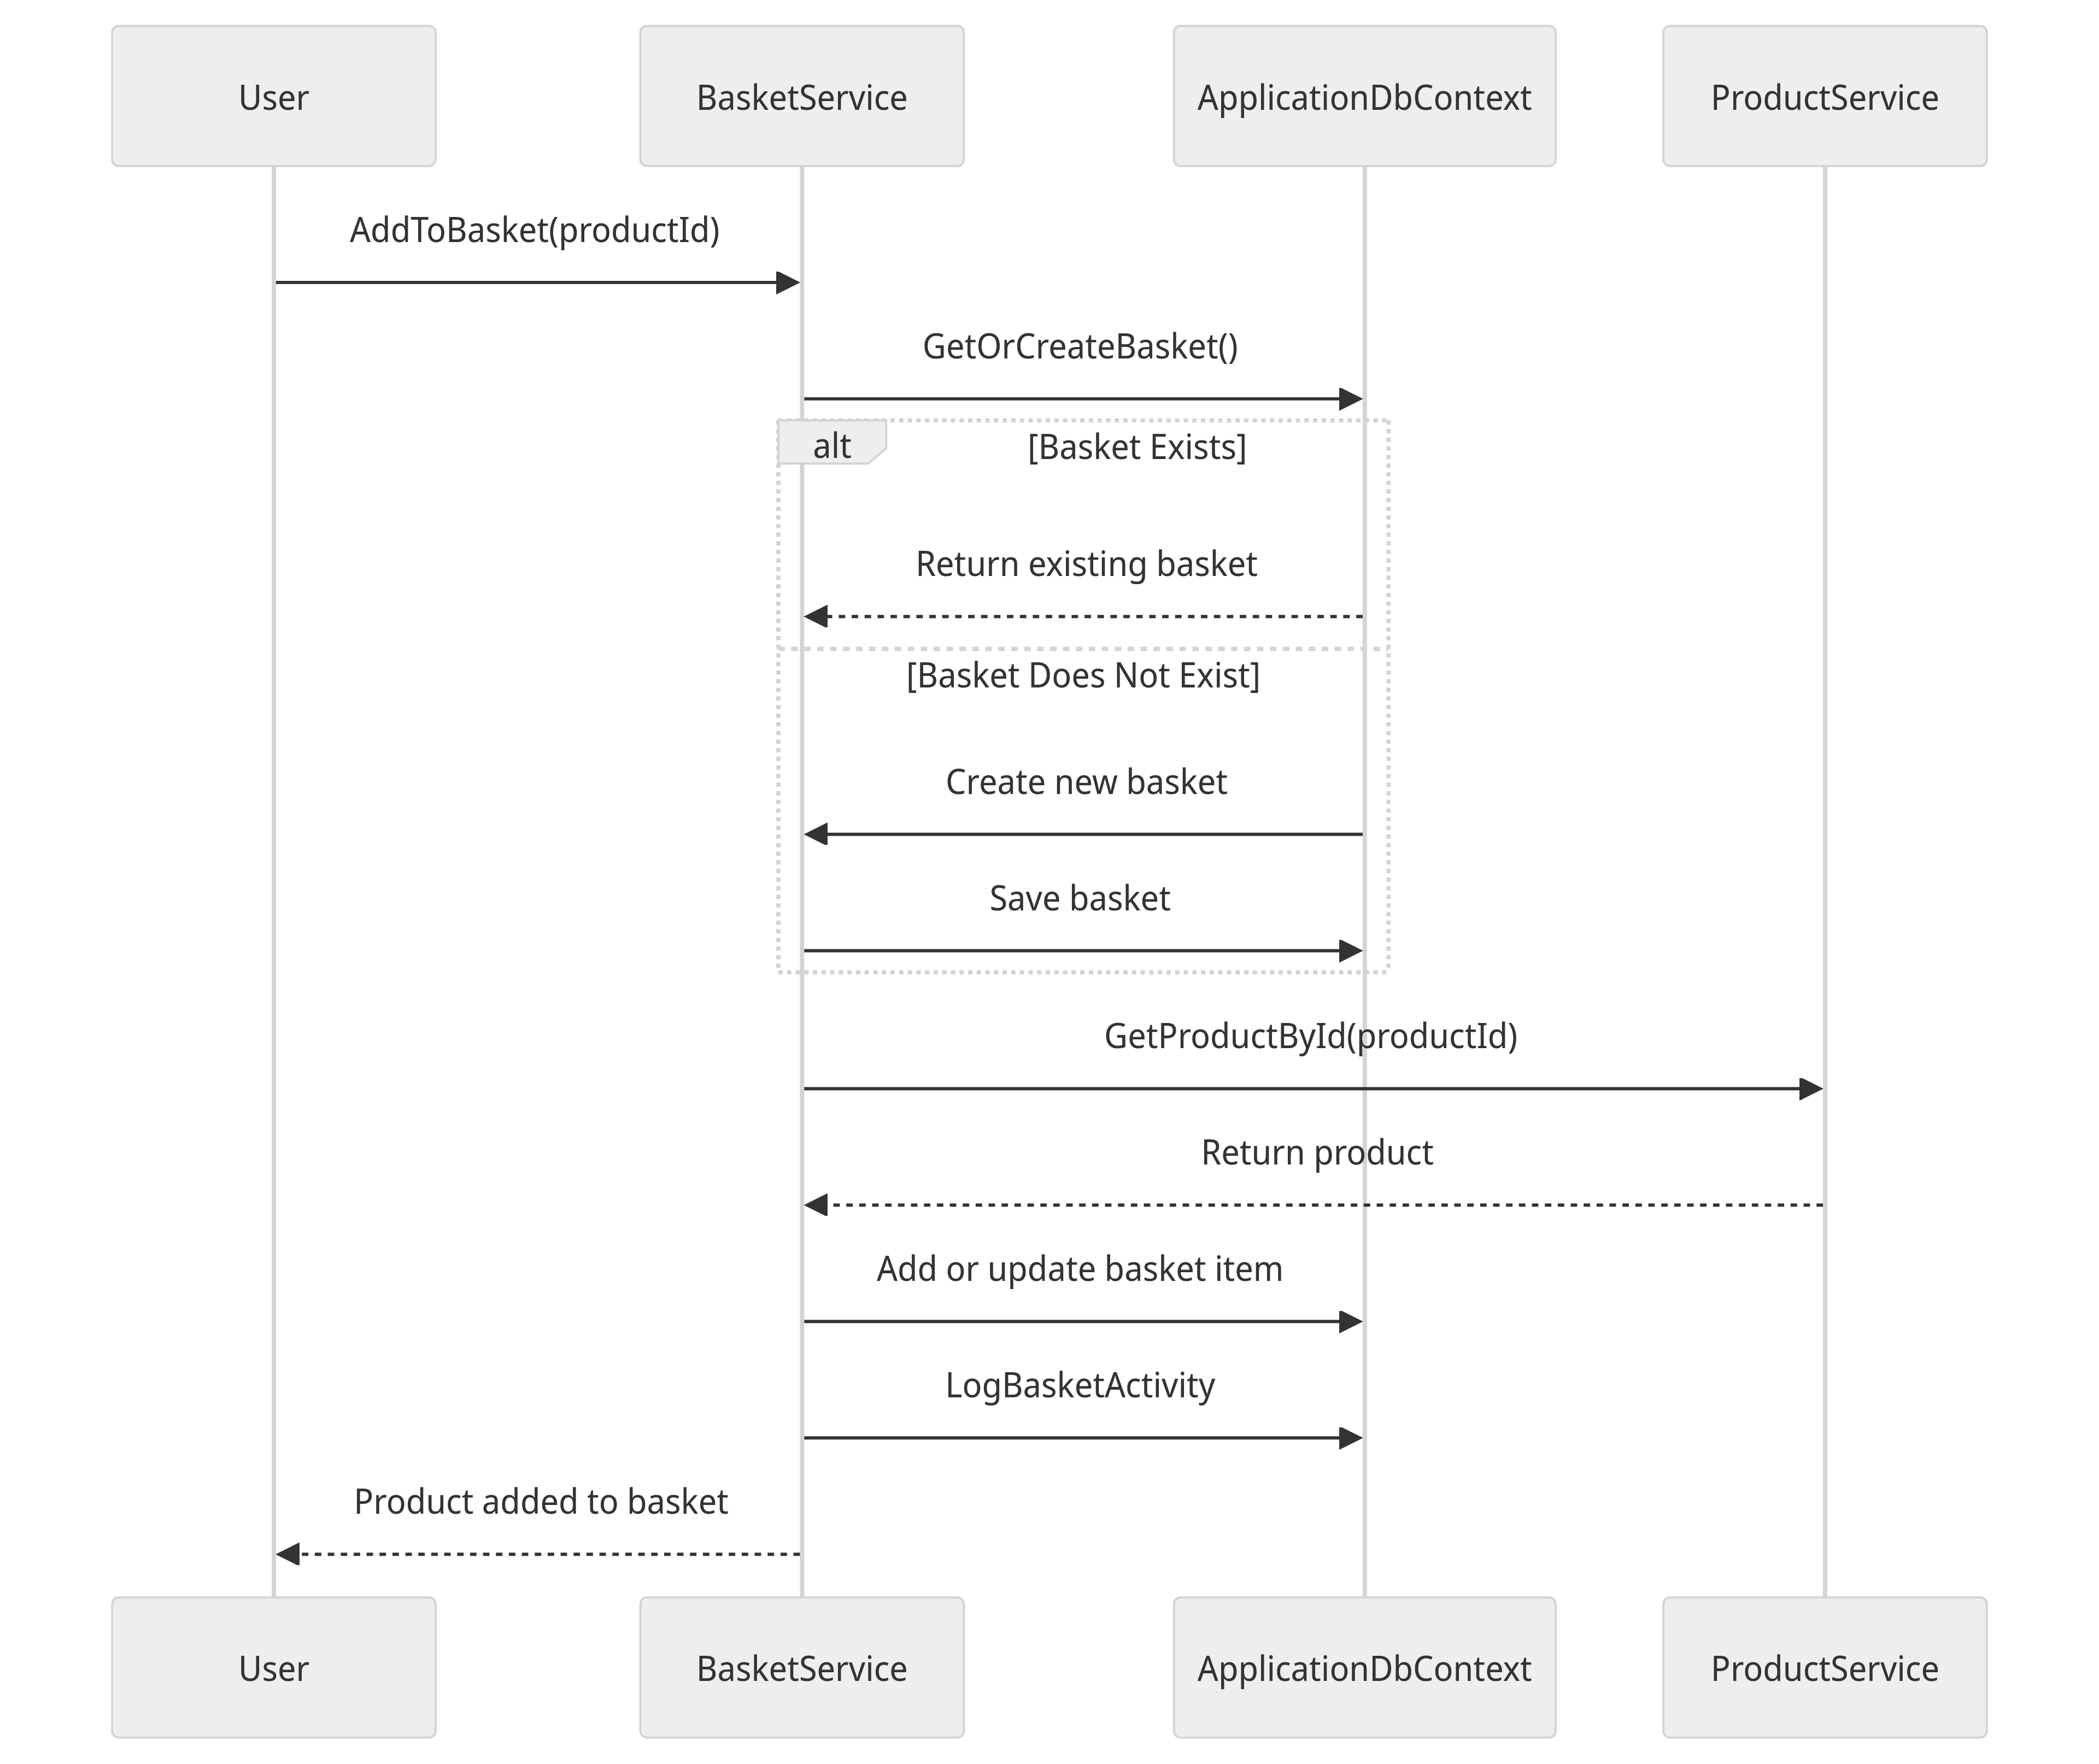 User
BasketService
ApplicationDbContext
ProductService
AddToBasket(productId)
GetOrCreateBasket()
alt
[Basket Exists]
Return existing basket
[Basket Does Not Exist]
Create new basket
Save basket
GetProductById(productId)
Return product
Add or update basket item
LogBasketActivity
Product added to basket
User
BasketService
ApplicationDbContext
ProductService